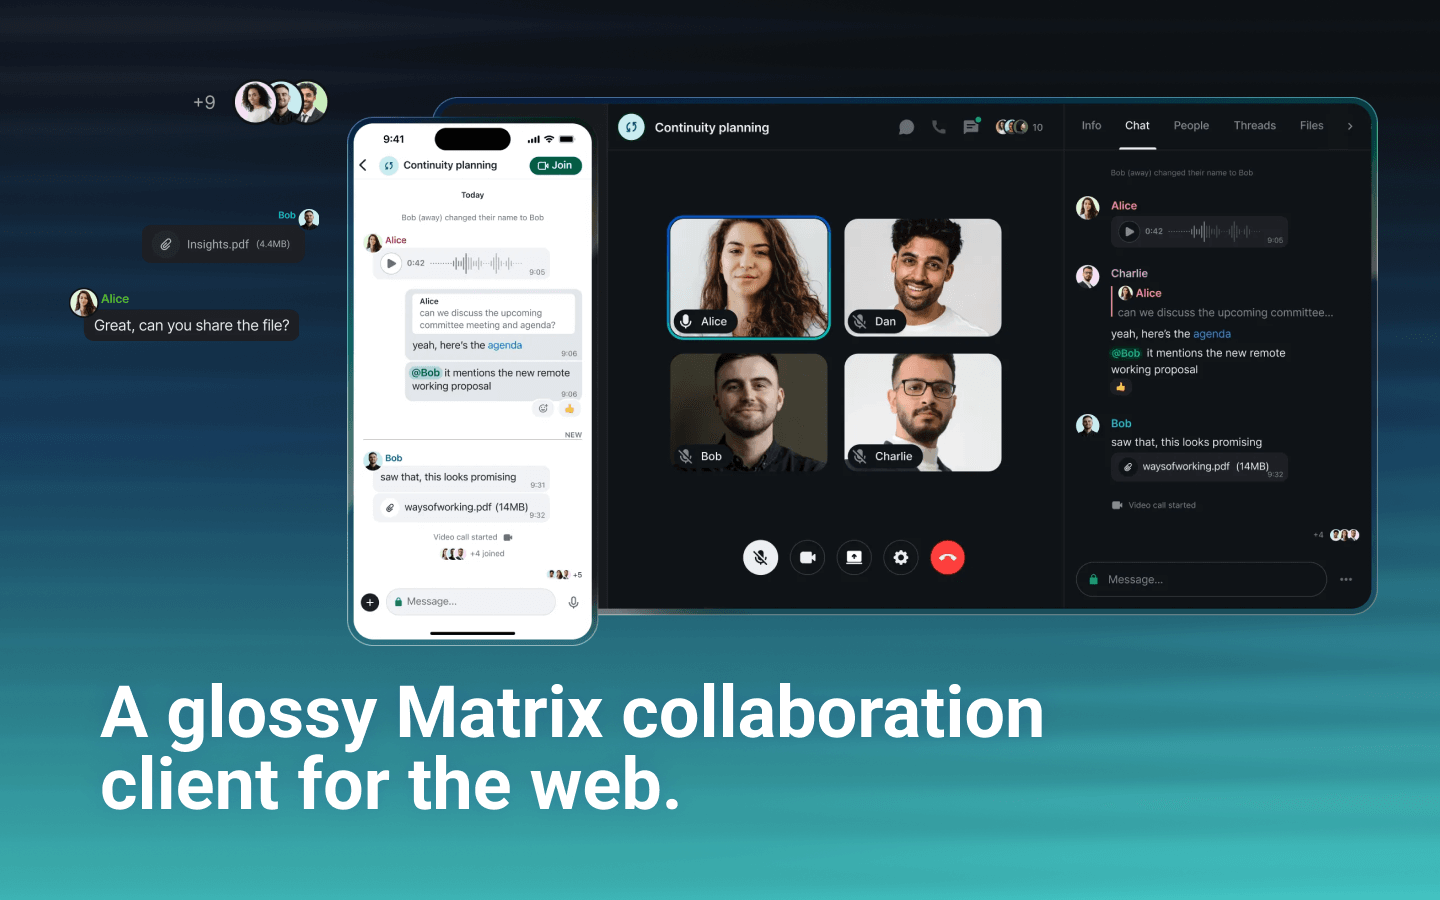 +9
Bob
Insights.pdf (4.4MB)
Alice
Great, can you share the file?
9:41
Continuity planning
Join
Today
Bob (away) changed their name to Bob
Alice
0:42
9:05
Alice
can we discuss the upcoming
committee meeting and agenda?
yeah, here's the agenda
9:06
@Bob it mentions the new remote
working proposal
9:06
NEW
Bob
saw that, this looks promising
9:31
waysofworking.pdf (14MB)
9:32
Video call started
+4 joined
+5
Message...
Continuity planning
10
Alice
Dan
Bob
Charlie
Info Chat People Threads Files
Bob (away) changed their name to Bob
Alice
0:42
9:05
Charlie
Alice
can we discuss the upcoming committee...
yeah, here's the agenda
@Bob it mentions the new remote
working proposal
Bob
saw that, this looks promising
waysofworking.pdf (14MB)
9:32
Video call started
+4
Message...
A glossy Matrix collaboration
client for the web.